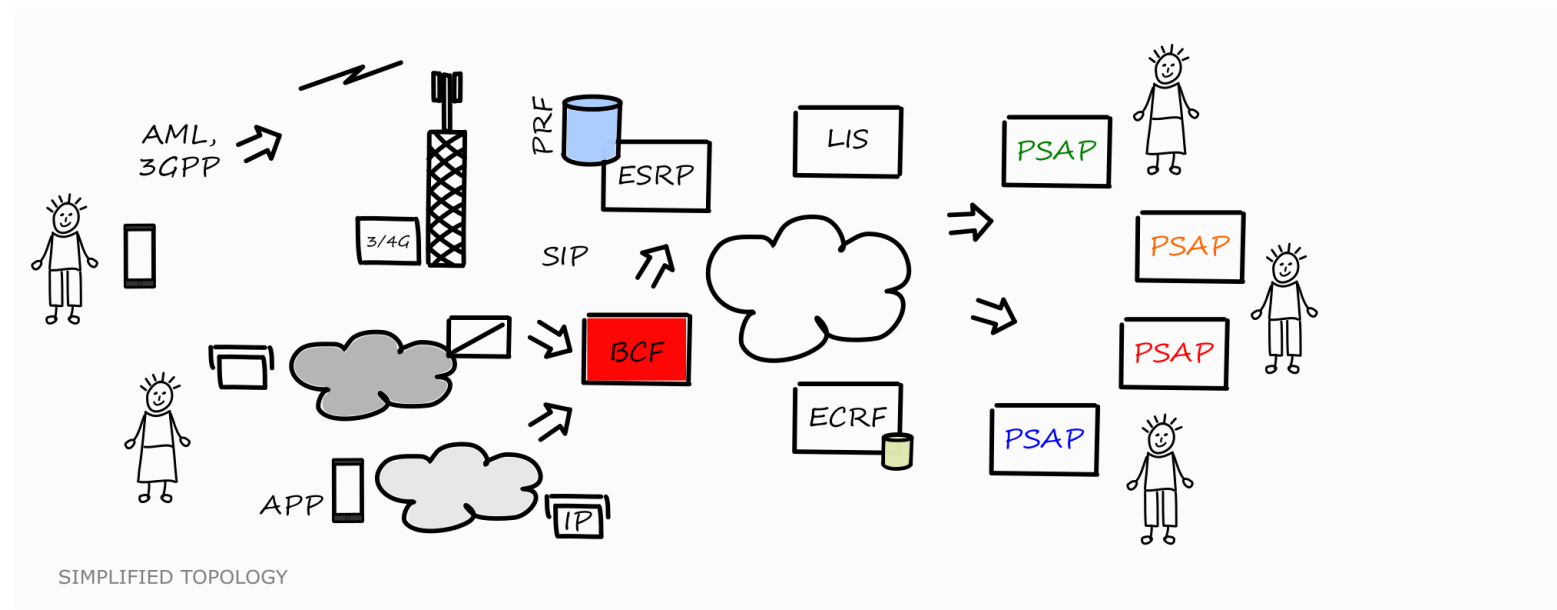 AML,
3GPP
3/4G
PRF
ESRP
SIP
BCF
APP
IP
LIS
ECRF
PSAP
PSAP
PSAP
PSAP
SIMPLIFIED TOPOLOGY